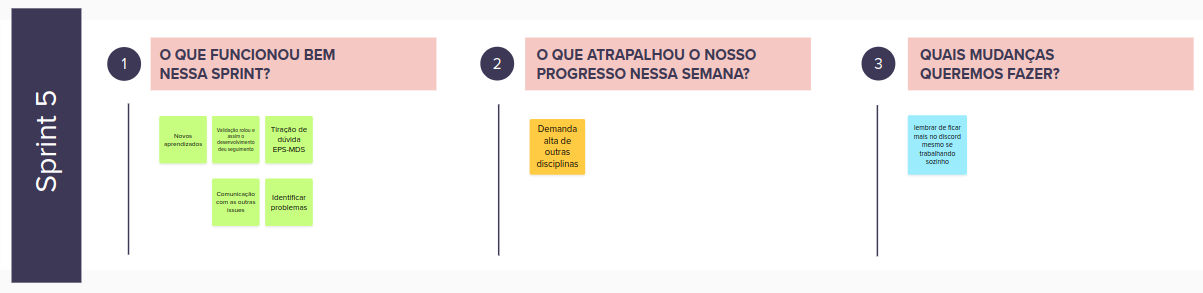 Sprint 5
1
O QUE FUNCIONOU BEM
NESSA SPRINT?
Novos
aprendizados
Validação rolou e
assim o
desenvolvimento
deu seguimento
Tiração de
dúvida
EPS-MDS
Comunicação
com as outras
issues
Identificar
problemas
2
O QUE ATRAPALHOU O NOSSO
PROGRESSO NESSA SEMANA?
Demanda
alta de
outras
disciplinas
3
QUAIS MUDANÇAS
QUEREMOS FAZER?
lembrar de ficar
mais no discord
mesmo se
trabalhando
sozinho